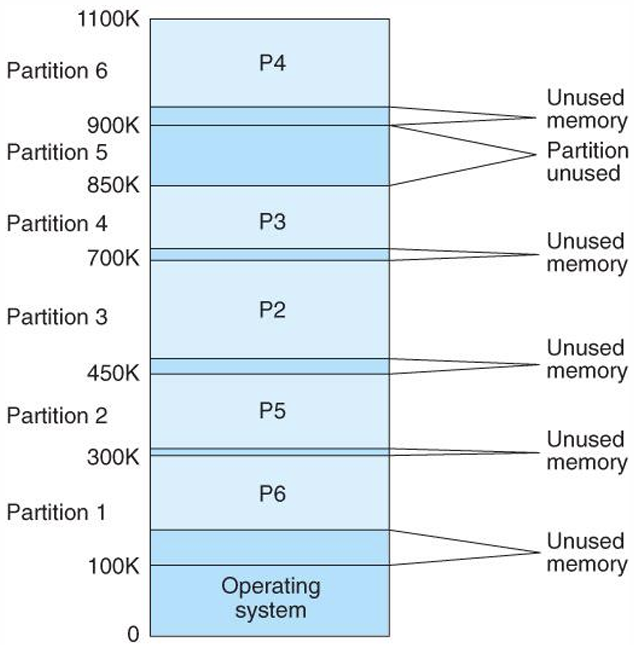 1100K
Partition 6
P4
Unused
memory
900K
Partition 5
Partition
unused
850K
Partition 4
P3
Unused
memory
700K
Partition 3
P2
Unused
memory
450K
Partition 2
P5
Unused
memory
300K
P6
Partition 1
Unused
memory
100K
Operating
system
0